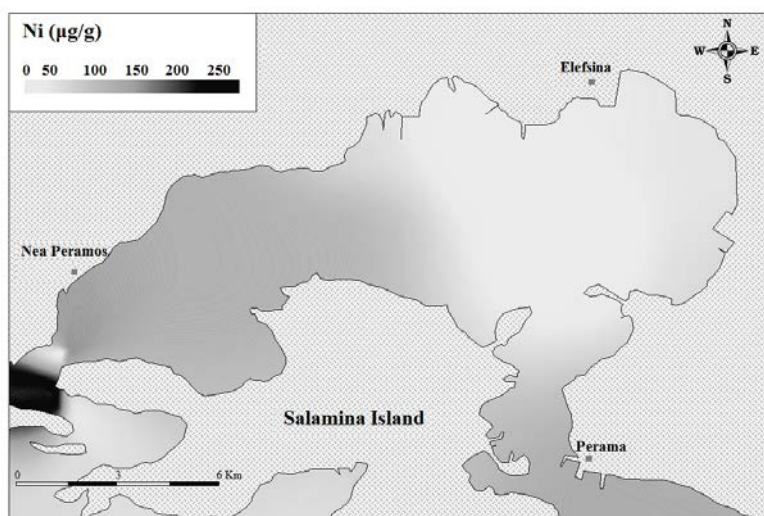 Ni (µg/g)
0 50 100 150 200 250
N
W E
S
Elefsina
Nea Peramos
Salamina Island
Perama
0 3 6 Km